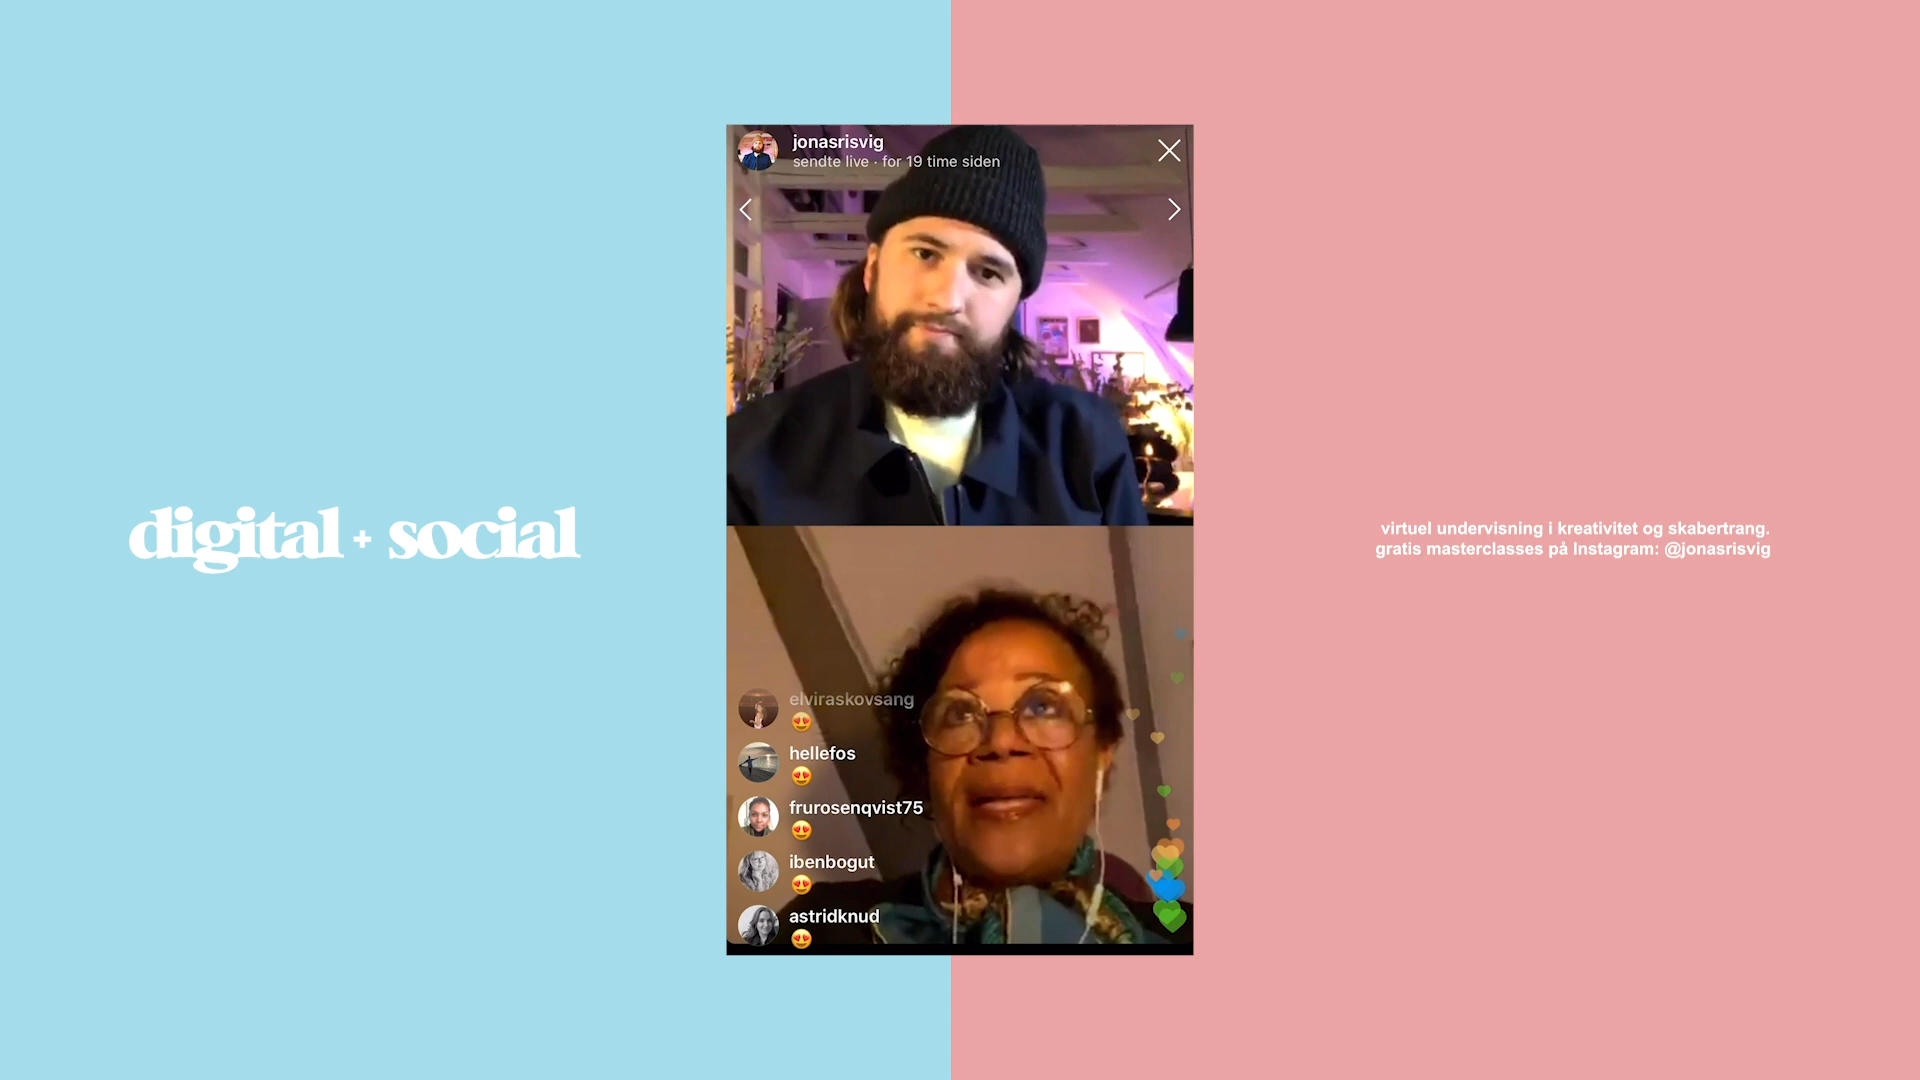 jonasrisvig
sendte live · for 19 time siden
digital + social
virtuel undervisning i kreativitet og skabertrang.
gratis masterclasses på Instagram: @jonasrisvig
elviraskovsang
😍
hellefos
😍
frurosenqvist75
😍
ibenbogut
😍
astridknud
😍